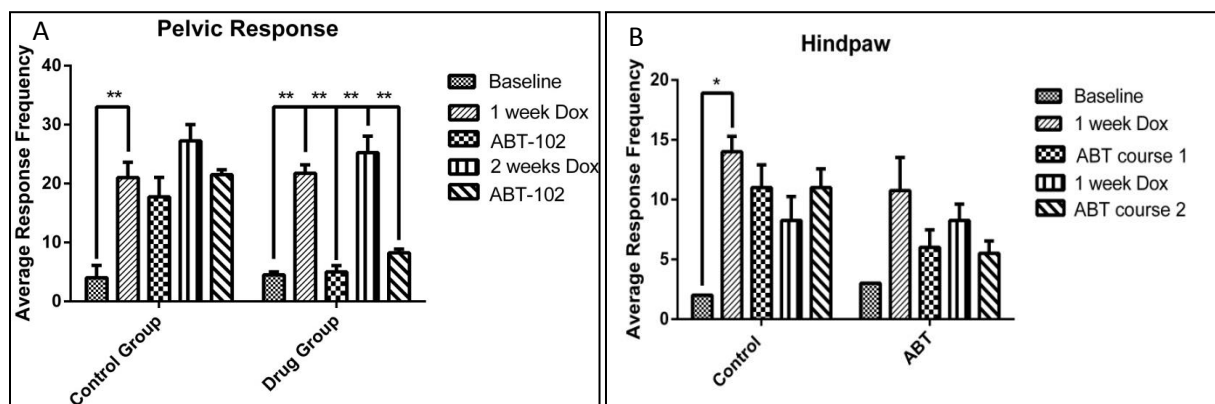 A
Pelvic Response
Average Response Frequency
40
30
20
10
0
**
**
**
**
**
Control Group
Drug Group
Baseline
1 week Dox
ABT-102
2 weeks Dox
ABT-102
B
Hindpaw
Average Response Frequency
20
15
10
5
0
*
Control
ABT
Baseline
1 week Dox
ABT course 1
1 week Dox
ABT course 2